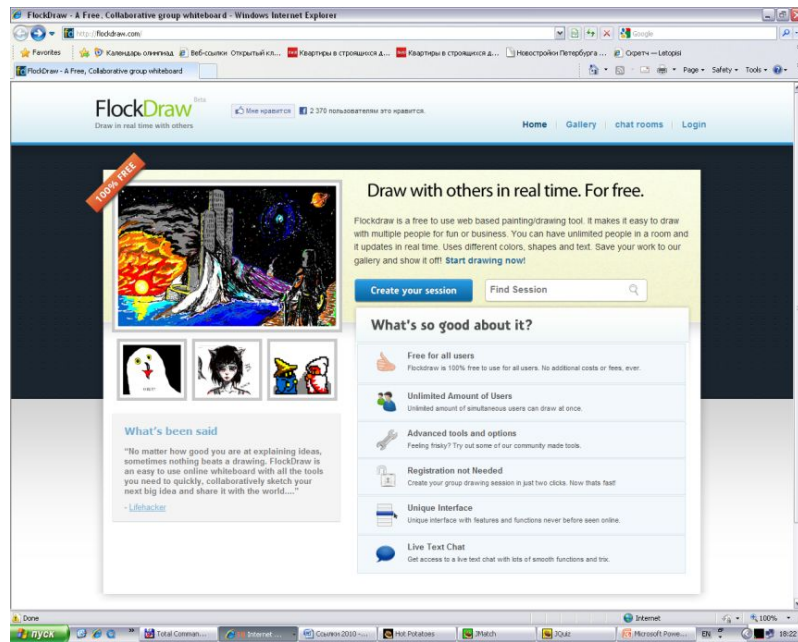 FlockDraw - A Free, Collaborative group whiteboard - Windows Internet Explorer
http://flockdraw.com/
Google
Favorites
Календарь олимпиад
Веб-ссылки
Открытый кл...
Квартиры в строящихся д...
Квартиры в строящихся д...
Новостройки Петербурга ...
Скретч — Letopisi
FlockDraw - A Free, Collaborative group whiteboard
Page
Safety
Tools
FlockDraw Beta
Draw in real time with others
Мне нравится
2 370 пользователям это нравится.
Home
Gallery
chat rooms
Login
100% FREE
Draw with others in real time. For free.
Flockdraw is a free to use web based painting/drawing tool. It makes it easy to draw
with multiple people for fun or business. You can have unlimited people in a room and
it updates in real time. Uses different colors, shapes and text. Save your work to our
gallery and show it off! Start drawing now!
Create your session
Find Session
What's so good about it?
Free for all users
Flockdraw is 100% free to use for all users. No additional costs or fees, ever.
Unlimited Amount of Users
Unlimited amount of simultaneous users can draw at once.
Advanced tools and options
Feeling frisky? Try out some of our community made tools.
Registration not Needed
Create your group drawing session in just two clicks. Now thats fast!
Unique Interface
Unique interface with features and functions never before seen online.
Live Text Chat
Get access to a live text chat with lots of smooth functions and trix.
What's been said
"No matter how good you are at explaining ideas,
sometimes nothing beats a drawing. FlockDraw is
an easy to use online whiteboard with all the tools
you need to quickly, collaboratively sketch your
next big idea and share it with the world...."
- Lifehacker
Done
Internet
100%
пуск
Total Comman...
Internet ...
Ссылки 2010 -...
Hot Potatoes
JMatch
JQuiz
Microsoft Powe...
EN
18:22